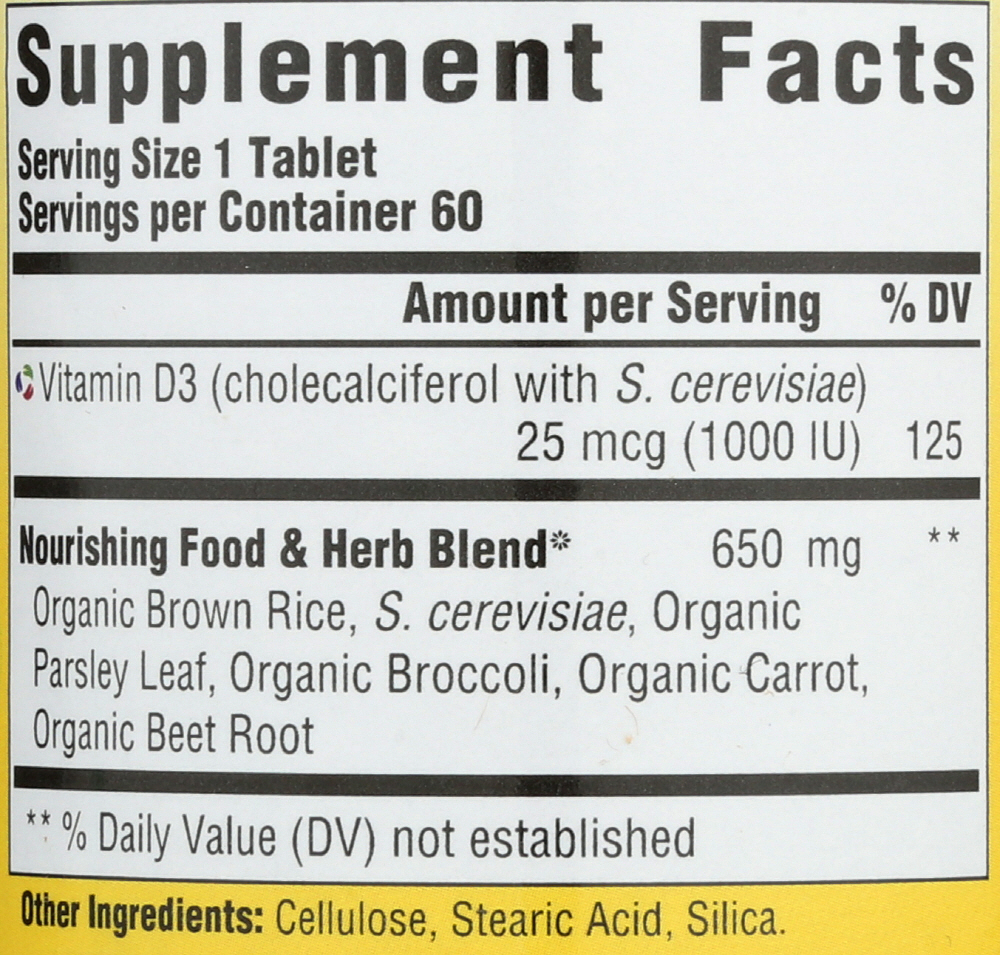 Supplement Facts
Serving Size 1 Tablet
Servings per Container 60
Amount per Serving % DV
Vitamin D3 (cholecalciferol with S. cerevisiae)
25 mcg (1000 IU) 125
Nourishing Food & Herb Blend* 650 mg **
Organic Brown Rice, S. cerevisiae, Organic
Parsley Leaf, Organic Broccoli, Organic Carrot,
Organic Beet Root
** % Daily Value (DV) not established
Other Ingredients: Cellulose, Stearic Acid, Silica.